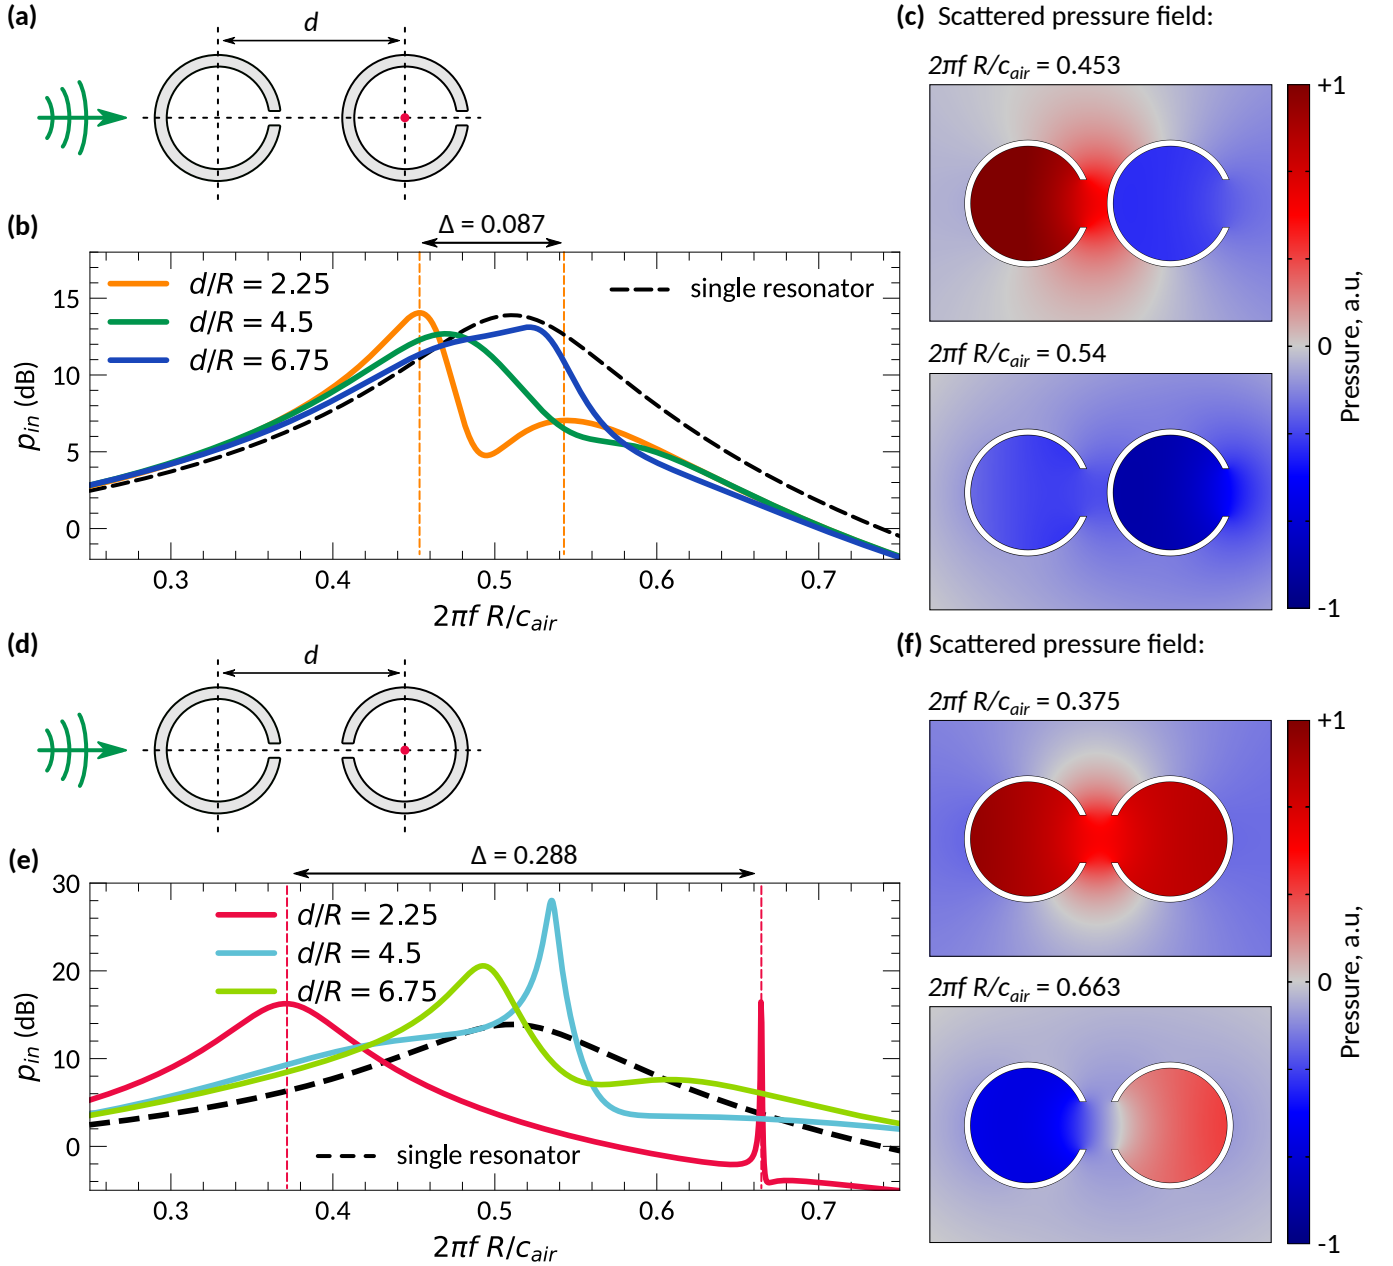 (a)
d
(b)
Δ = 0.087
d/R = 2.25
d/R = 4.5
d/R = 6.75
single resonator
15
10
5
0
p_in (dB)
0.3 0.4 0.5 0.6 0.7
2πf R/c_air
(c) Scattered pressure field:
2πf R/c_air = 0.453
2πf R/c_air = 0.54
+1
0
-1
Pressure, a.u,
(d)
d
(e)
Δ = 0.288
d/R = 2.25
d/R = 4.5
d/R = 6.75
single resonator
30
20
10
0
p_in (dB)
0.3 0.4 0.5 0.6 0.7
2πf R/c_air
(f) Scattered pressure field:
2πf R/c_air = 0.375
2πf R/c_air = 0.663
+1
0
-1
Pressure, a.u,